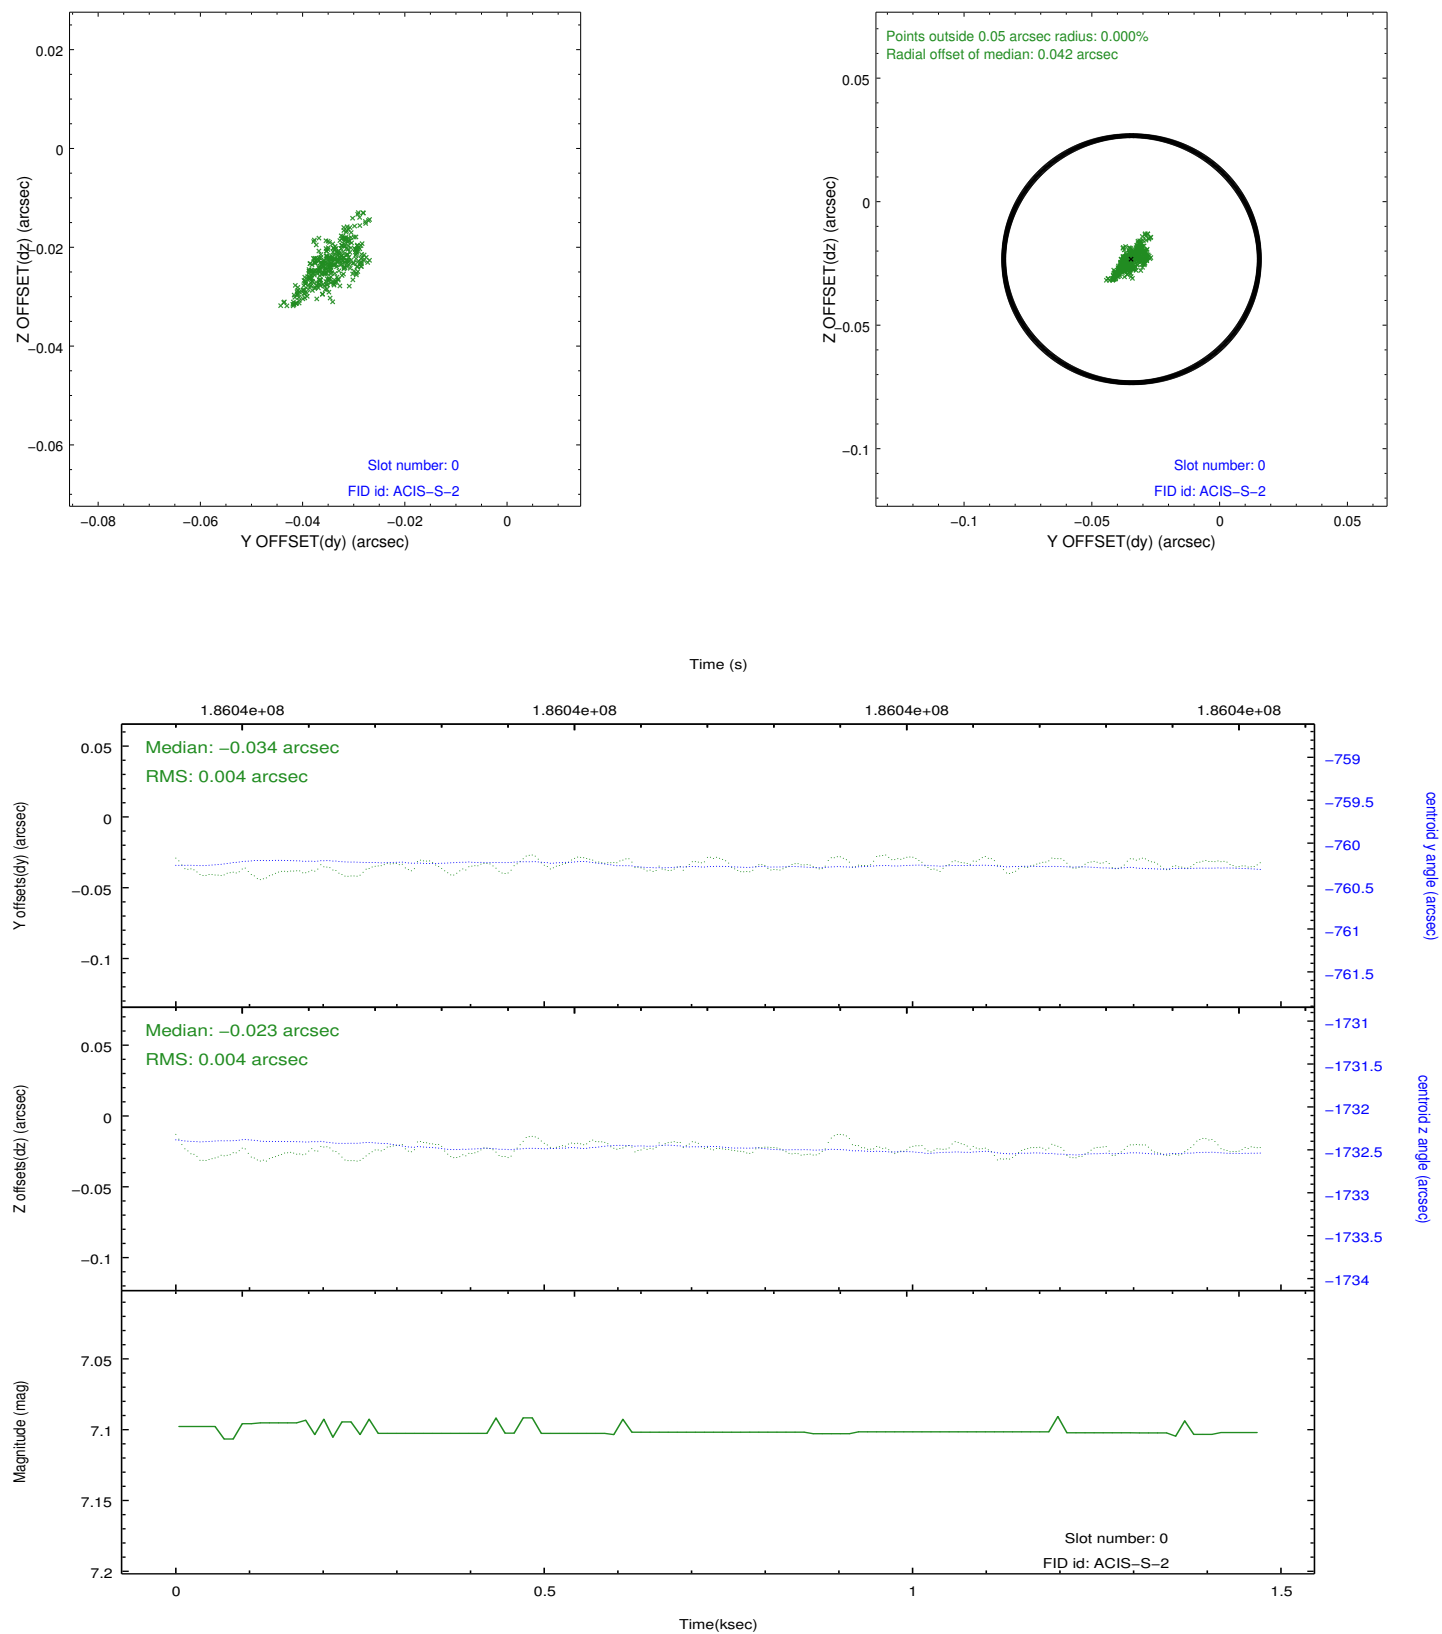 0.02
0
−0.02
−0.04
−0.06
Z OFFSET(dz) (arcsec)
Slot number: 0
FID id: ACIS−S−2
−0.08
−0.06
−0.04
−0.02
0
Y OFFSET(dy) (arcsec)
Points outside 0.05 arcsec radius: 0.000%
Radial offset of median: 0.042 arcsec
0.05
0
−0.05
−0.1
Z OFFSET(dz) (arcsec)
Slot number: 0
FID id: ACIS−S−2
−0.1
−0.05
0
0.05
Y OFFSET(dy) (arcsec)
Time (s)
1.8604e+08
1.8604e+08
1.8604e+08
1.8604e+08
Median: −0.034 arcsec
RMS: 0.004 arcsec
0.05
0
−0.05
−0.1
Y offsets(dy) (arcsec)
−759
−759.5
−760
−760.5
−761
−761.5
centroid y angle (arcsec)
Median: −0.023 arcsec
RMS: 0.004 arcsec
0.05
0
−0.05
−0.1
Z offsets(dz) (arcsec)
−1731
−1731.5
−1732
−1732.5
−1733
−1733.5
−1734
centroid z angle (arcsec)
7.05
7.1
7.15
7.2
Magnitude (mag)
Slot number: 0
FID id: ACIS−S−2
0
0.5
1
1.5
Time(ksec)